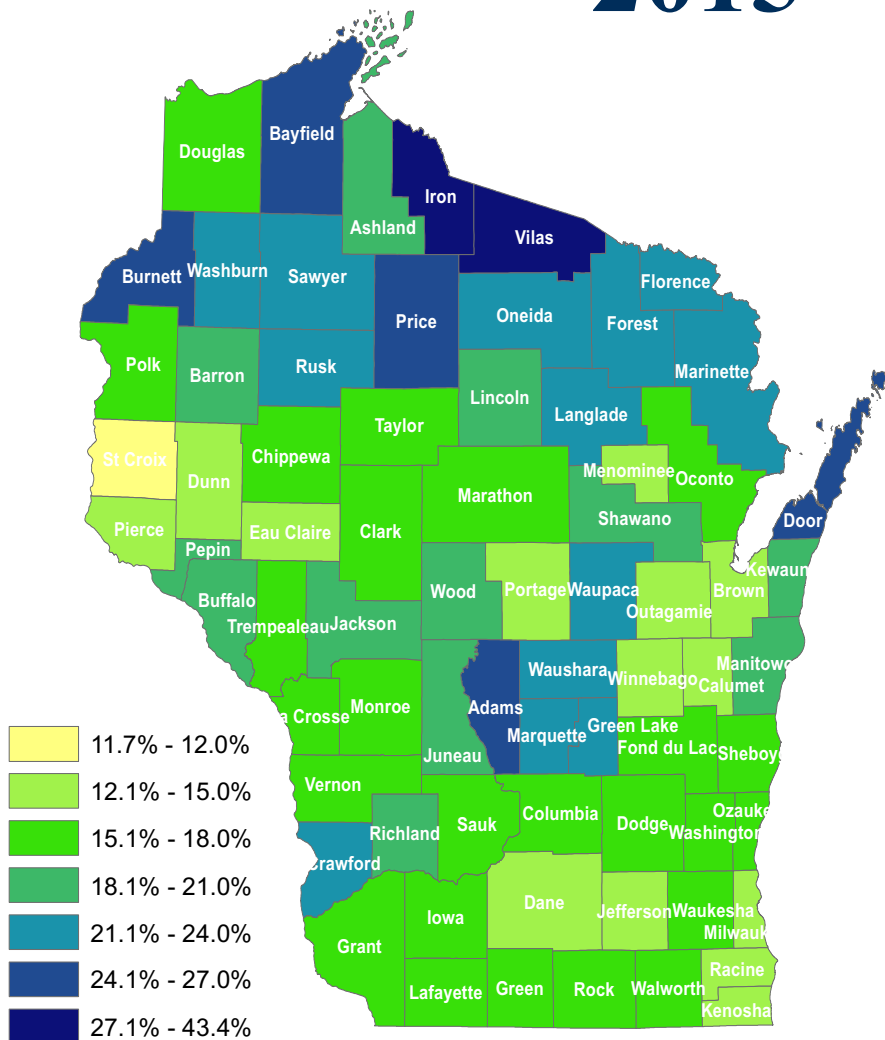 2015
Bayfield
Douglas
Iron
Ashland
Vilas
Burnett
Washburn
Sawyer
Florence
Price
Oneida
Forest
Polk
Barron
Rusk
Marinette
Lincoln
Langlade
Taylor
St Croix
Chippewa
Dunn
Menominee
Oconto
Marathon
Pierce
Eau Claire
Clark
Shawano
Door
Pepin
Kewaun
Buffalo
Wood
Portage
Waupaca
Brown
Outagamie
Trempealeau
Jackson
Waushara
Winnebago
Manitowo
Calumet
Monroe
Adams
a Crosse
Green Lake
Marquette
Fond du Lac
Sheboyg
Juneau
Vernon
Columbia
Ozauke
Sauk
Dodge
Washington
Richland
Crawford
Dane
Jefferson
Waukesha
Iowa
Milwauk
Grant
Racine
Lafayette
Green
Rock
Walworth
Kenosha
11.7% - 12.0%
12.1% - 15.0%
15.1% - 18.0%
18.1% - 21.0%
21.1% - 24.0%
24.1% - 27.0%
27.1% - 43.4%